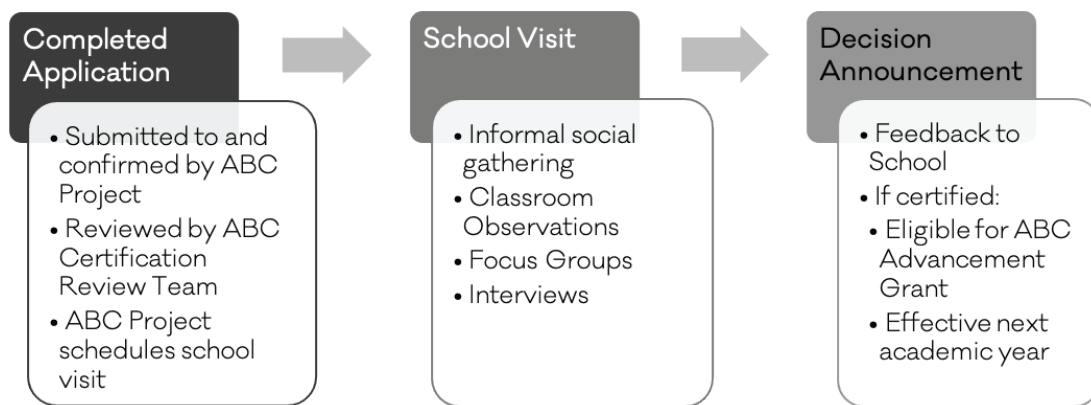 Completed
Application
• Submitted to and
confirmed by ABC
Project
• Reviewed by ABC
Certification
Review Team
• ABC Project
schedules school
visit
School Visit
• Informal social
gathering
• Classroom
Observations
• Focus Groups
• Interviews
Decision
Announcement
• Feedback to
School
• If certified:
• Eligible for ABC
Advancement
Grant
• Effective next
academic year